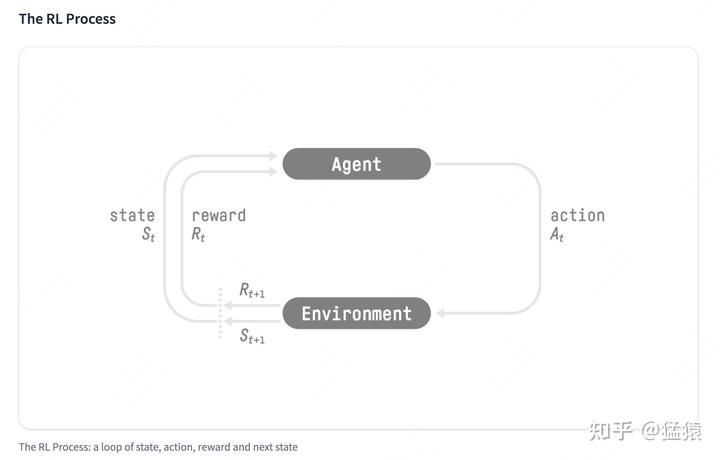 The RL Process
Agent
state
S_t
reward
R_t
action
A_t
R_{t+1}
Environment
S_{t+1}
知乎 @猛猿
The RL Process: a loop of state, action, reward and next state